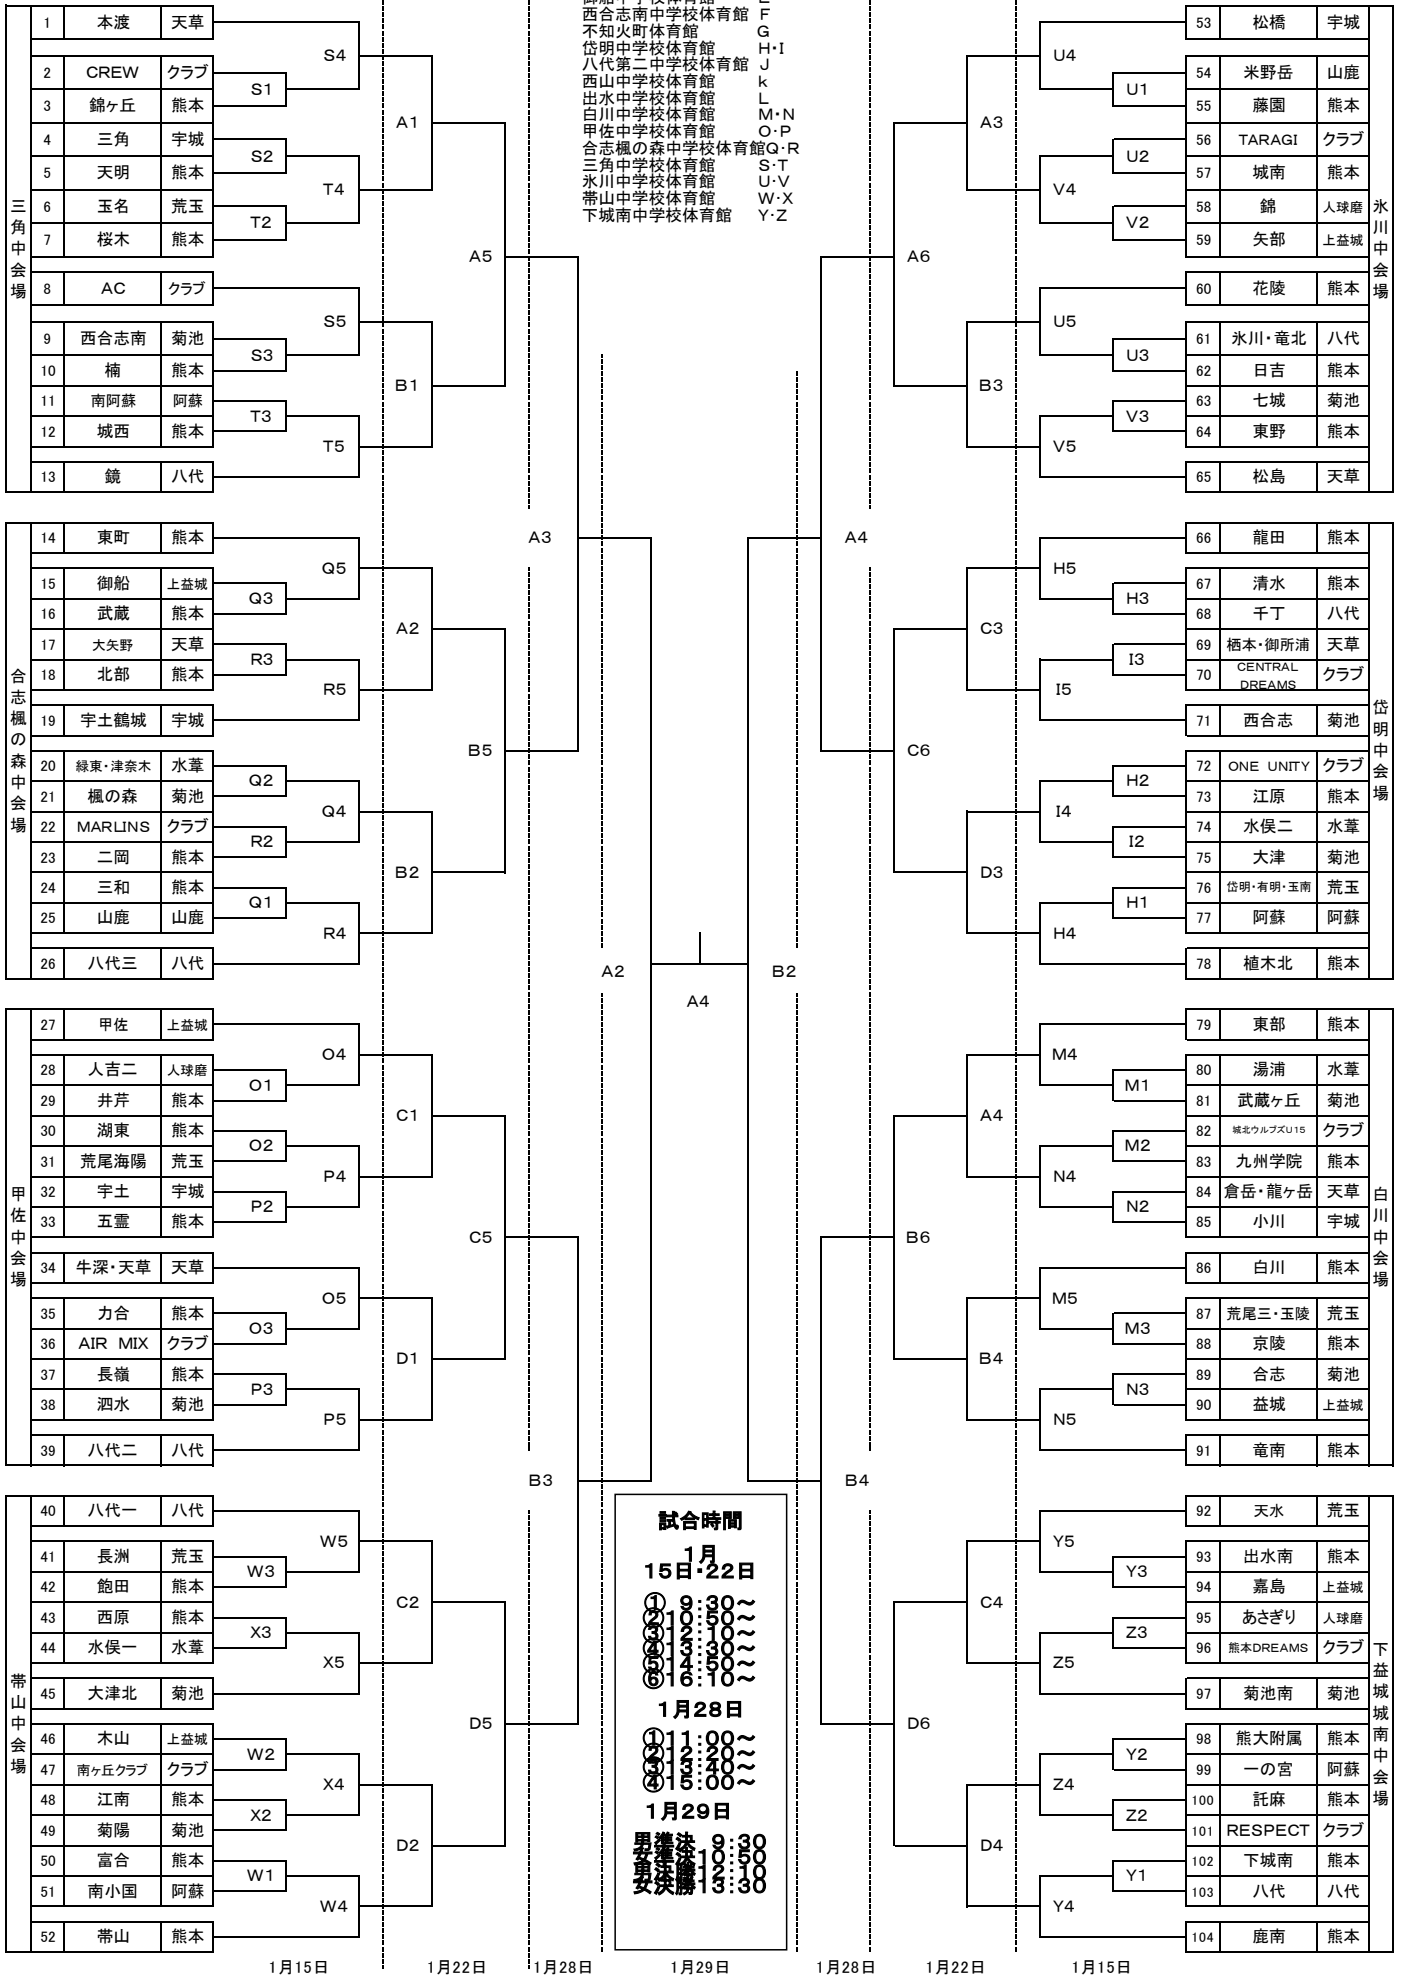 西合志南中学校体育館 F
不知火町体育館 G
岱明中学校体育館 H・I
八代第二中学校体育館 J
西山中学校体育館 k
出水中学校体育館 L
白川中学校体育館 M・N
甲佐中学校体育館 O・P
合志楓の森中学校体育館Q・R
三角中学校体育館 S・T
氷川中学校体育館 U・V
帯山中学校体育館 W・X
下城南中学校体育館 Y・Z
三角中会場
1 本渡 天草
2 CREW クラブ
3 錦ヶ丘 熊本
4 三角 宇城
5 天明 熊本
6 玉名 荒玉
7 桜木 熊本
8 AC クラブ
9 西合志南 菊池
10 楠 熊本
11 南阿蘇 阿蘇
12 城西 熊本
13 鏡 八代
S4
S1
S2
T4
T2
S5
S3
T3
T5
A1
B1
A5
合志楓の森中会場
14 東町 熊本
15 御船 上益城
16 武蔵 熊本
17 大矢野 天草
18 北部 熊本
19 宇土鶴城 宇城
20 緑東・津奈木 水葦
21 楓の森 菊池
22 MARLINS クラブ
23 二岡 熊本
24 三和 熊本
25 山鹿 山鹿
26 八代三 八代
Q5
Q3
R3
R5
Q2
Q4
R2
Q1
R4
A2
B2
B5
A3
甲佐中会場
27 甲佐 上益城
28 人吉二 人球磨
29 井芹 熊本
30 湖東 熊本
31 荒尾海陽 荒玉
32 宇土 宇城
33 五霊 熊本
34 牛深・天草 天草
35 力合 熊本
36 AIR MIX クラブ
37 長嶺 熊本
38 泗水 菊池
39 八代二 八代
O4
O1
O2
P4
P2
O5
O3
P3
P5
C1
D1
C5
帯山中会場
40 八代一 八代
41 長洲 荒玉
42 飽田 熊本
43 西原 熊本
44 水俣一 水葦
45 大津北 菊池
46 木山 上益城
47 南ヶ丘クラブ クラブ
48 江南 熊本
49 菊陽 菊池
50 富合 熊本
51 南小国 阿蘇
52 帯山 熊本
W5
W3
X3
X5
W2
X4
X2
W1
W4
C2
D2
D5
B3
A2
A4
B2
氷川中会場
53 松橋 宇城
54 米野岳 山鹿
55 藤園 熊本
56 TARAGI クラブ
57 城南 熊本
58 錦 人球磨
59 矢部 上益城
60 花陵 熊本
61 氷川・竜北 八代
62 日吉 熊本
63 七城 菊池
64 東野 熊本
65 松島 天草
U4
U1
U2
V4
V2
U5
U3
V3
V5
A3
B3
A6
岱明中会場
66 龍田 熊本
67 清水 熊本
68 千丁 八代
69 栖本・御所浦 天草
70 CENTRAL DREAMS クラブ
71 西合志 菊池
72 ONE UNITY クラブ
73 江原 熊本
74 水俣二 水葦
75 大津 菊池
76 岱明・有明・玉南 荒玉
77 阿蘇 阿蘇
78 植木北 熊本
H5
H3
I3
I5
H2
I4
I2
H1
H4
C3
D3
C6
A4
白川中会場
79 東部 熊本
80 湯浦 水葦
81 武蔵ヶ丘 菊池
82 城北ウルブズU15 クラブ
83 九州学院 熊本
84 倉岳・龍ヶ岳 天草
85 小川 宇城
86 白川 熊本
87 荒尾三・玉陵 荒玉
88 京陵 熊本
89 合志 菊池
90 益城 上益城
91 竜南 熊本
M4
M1
M2
N4
N2
M5
M3
N3
N5
A4
B4
B6
下益城城南中会場
92 天水 荒玉
93 出水南 熊本
94 嘉島 上益城
95 あさぎり 人球磨
96 熊本DREAMS クラブ
97 菊池南 菊池
98 熊大附属 熊本
99 一の宮 阿蘇
100 託麻 熊本
101 RESPECT クラブ
102 下城南 熊本
103 八代 八代
104 鹿南 熊本
Y5
Y3
Z3
Z5
Y2
Z4
Z2
Y1
Y4
C4
D4
D6
B4
試合時間
1月
15日・22日
① 9:30～
②10:50～
③12:10～
④13:30～
⑤14:50～
⑥16:10～
1月28日
①11:00～
②12:20～
③13:40～
④15:00～
1月29日
男準決 9:30
女準決10:50
男決勝12:10
女決勝13:30
1月15日 1月22日 1月28日 1月29日 1月28日 1月22日 1月15日